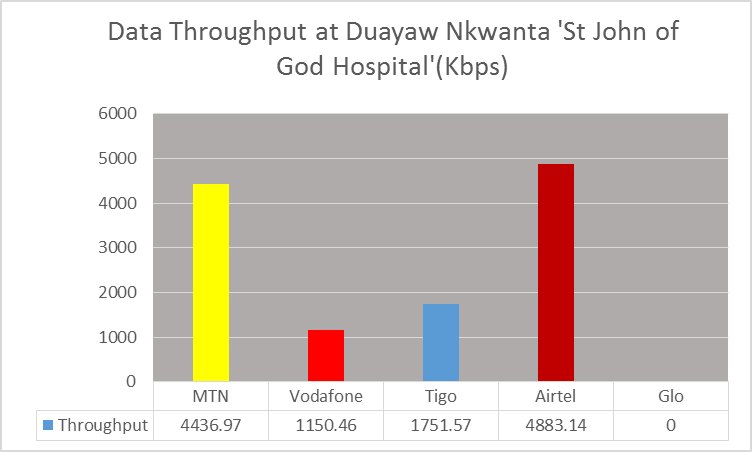 Data Throughput at Duayaw Nkwanta 'St John of
God Hospital'(Kbps)
6000
5000
4000
3000
2000
1000
0
MTN Vodafone Tigo Airtel Glo
Throughput 4436.97 1150.46 1751.57 4883.14 0